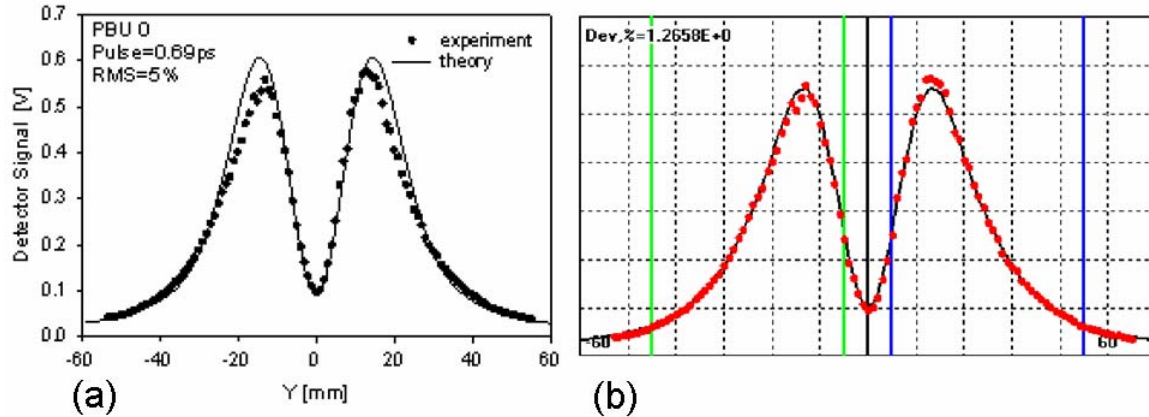 PBU 0
Pulse=0.69ps
RMS=5%
experiment
theory
0.7
0.6
0.5
0.4
0.3
0.2
0.1
0.0
Detector Signal [V]
-60 -40 -20 0 20 40 60
Y [mm]
(a)
Dev,%=1.2658E+0
-60 60
(b)